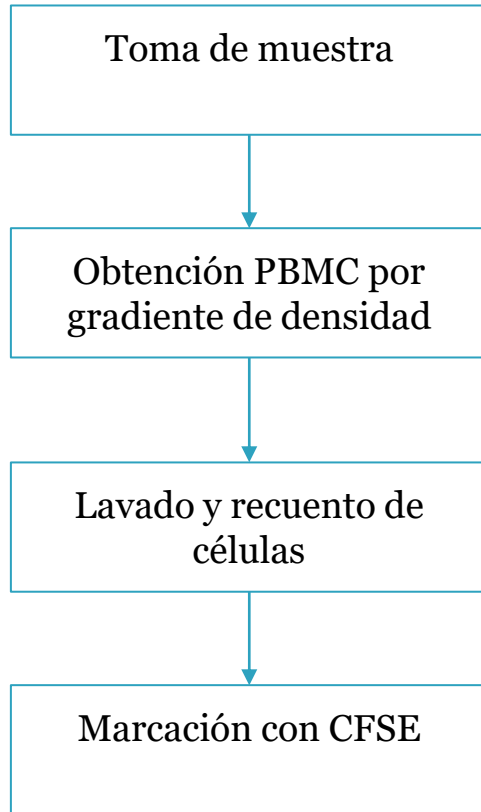 Toma de muestra
Obtención PBMC por
gradiente de densidad
Lavado y recuento de
células
Marcación con CFSE